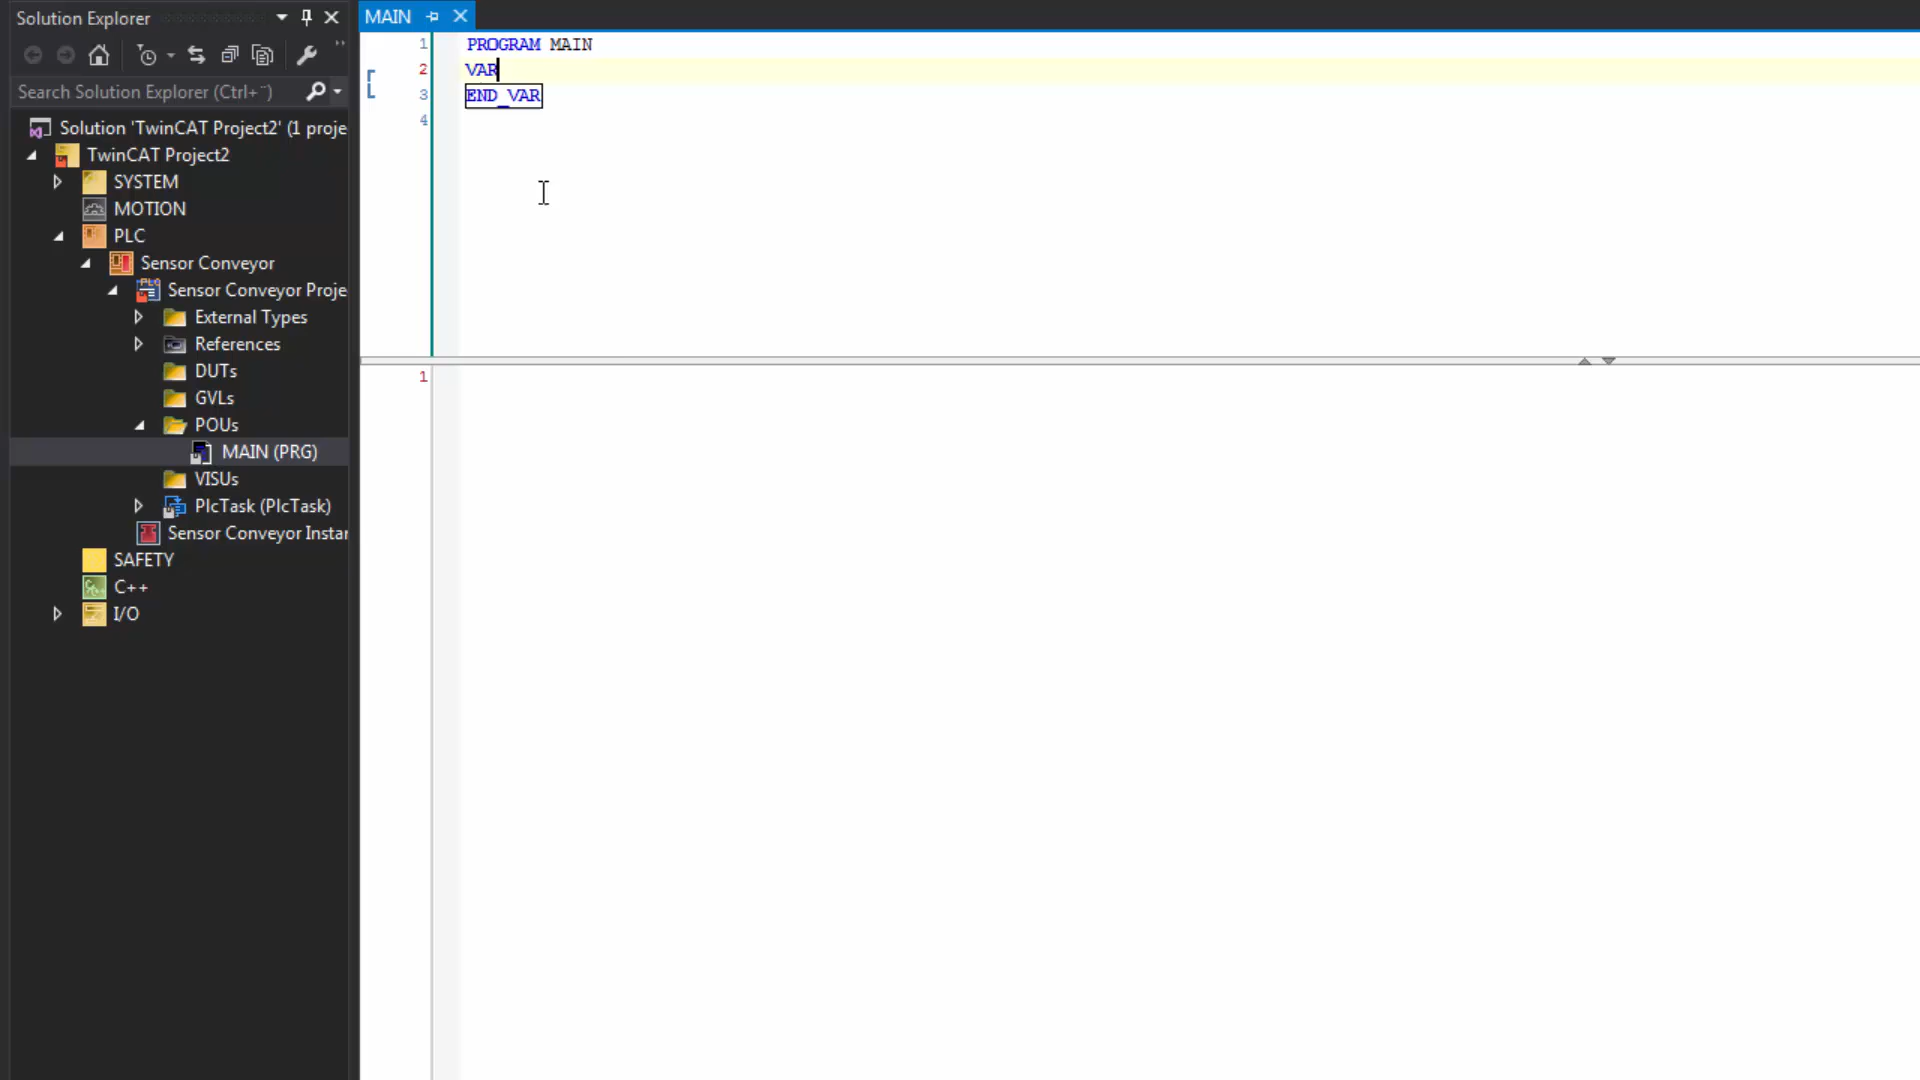 Solution Explorer
Search Solution Explorer (Ctrl+¨)
Solution 'TwinCAT Project2' (1 proje
TwinCAT Project2
SYSTEM
MOTION
PLC
Sensor Conveyor
Sensor Conveyor Proje
External Types
References
DUTs
GVLs
POUs
MAIN (PRG)
VISUs
PlcTask (PlcTask)
Sensor Conveyor Instar
SAFETY
C++
I/O
MAIN
1 PROGRAM MAIN
2 VAR
3 END_VAR
4
1